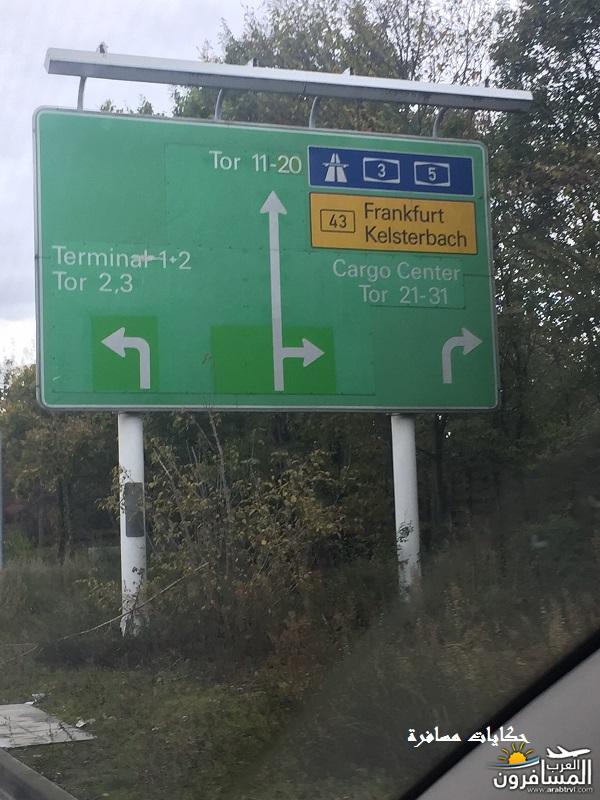 Tor 11-20
3 5
43 Frankfurt
Kelsterbach
Terminal 1+2
Tor 2,3
Cargo Center
Tor 21-31
حكايات مسافرة
العرب
المسافرون
www.arabtrvl.com